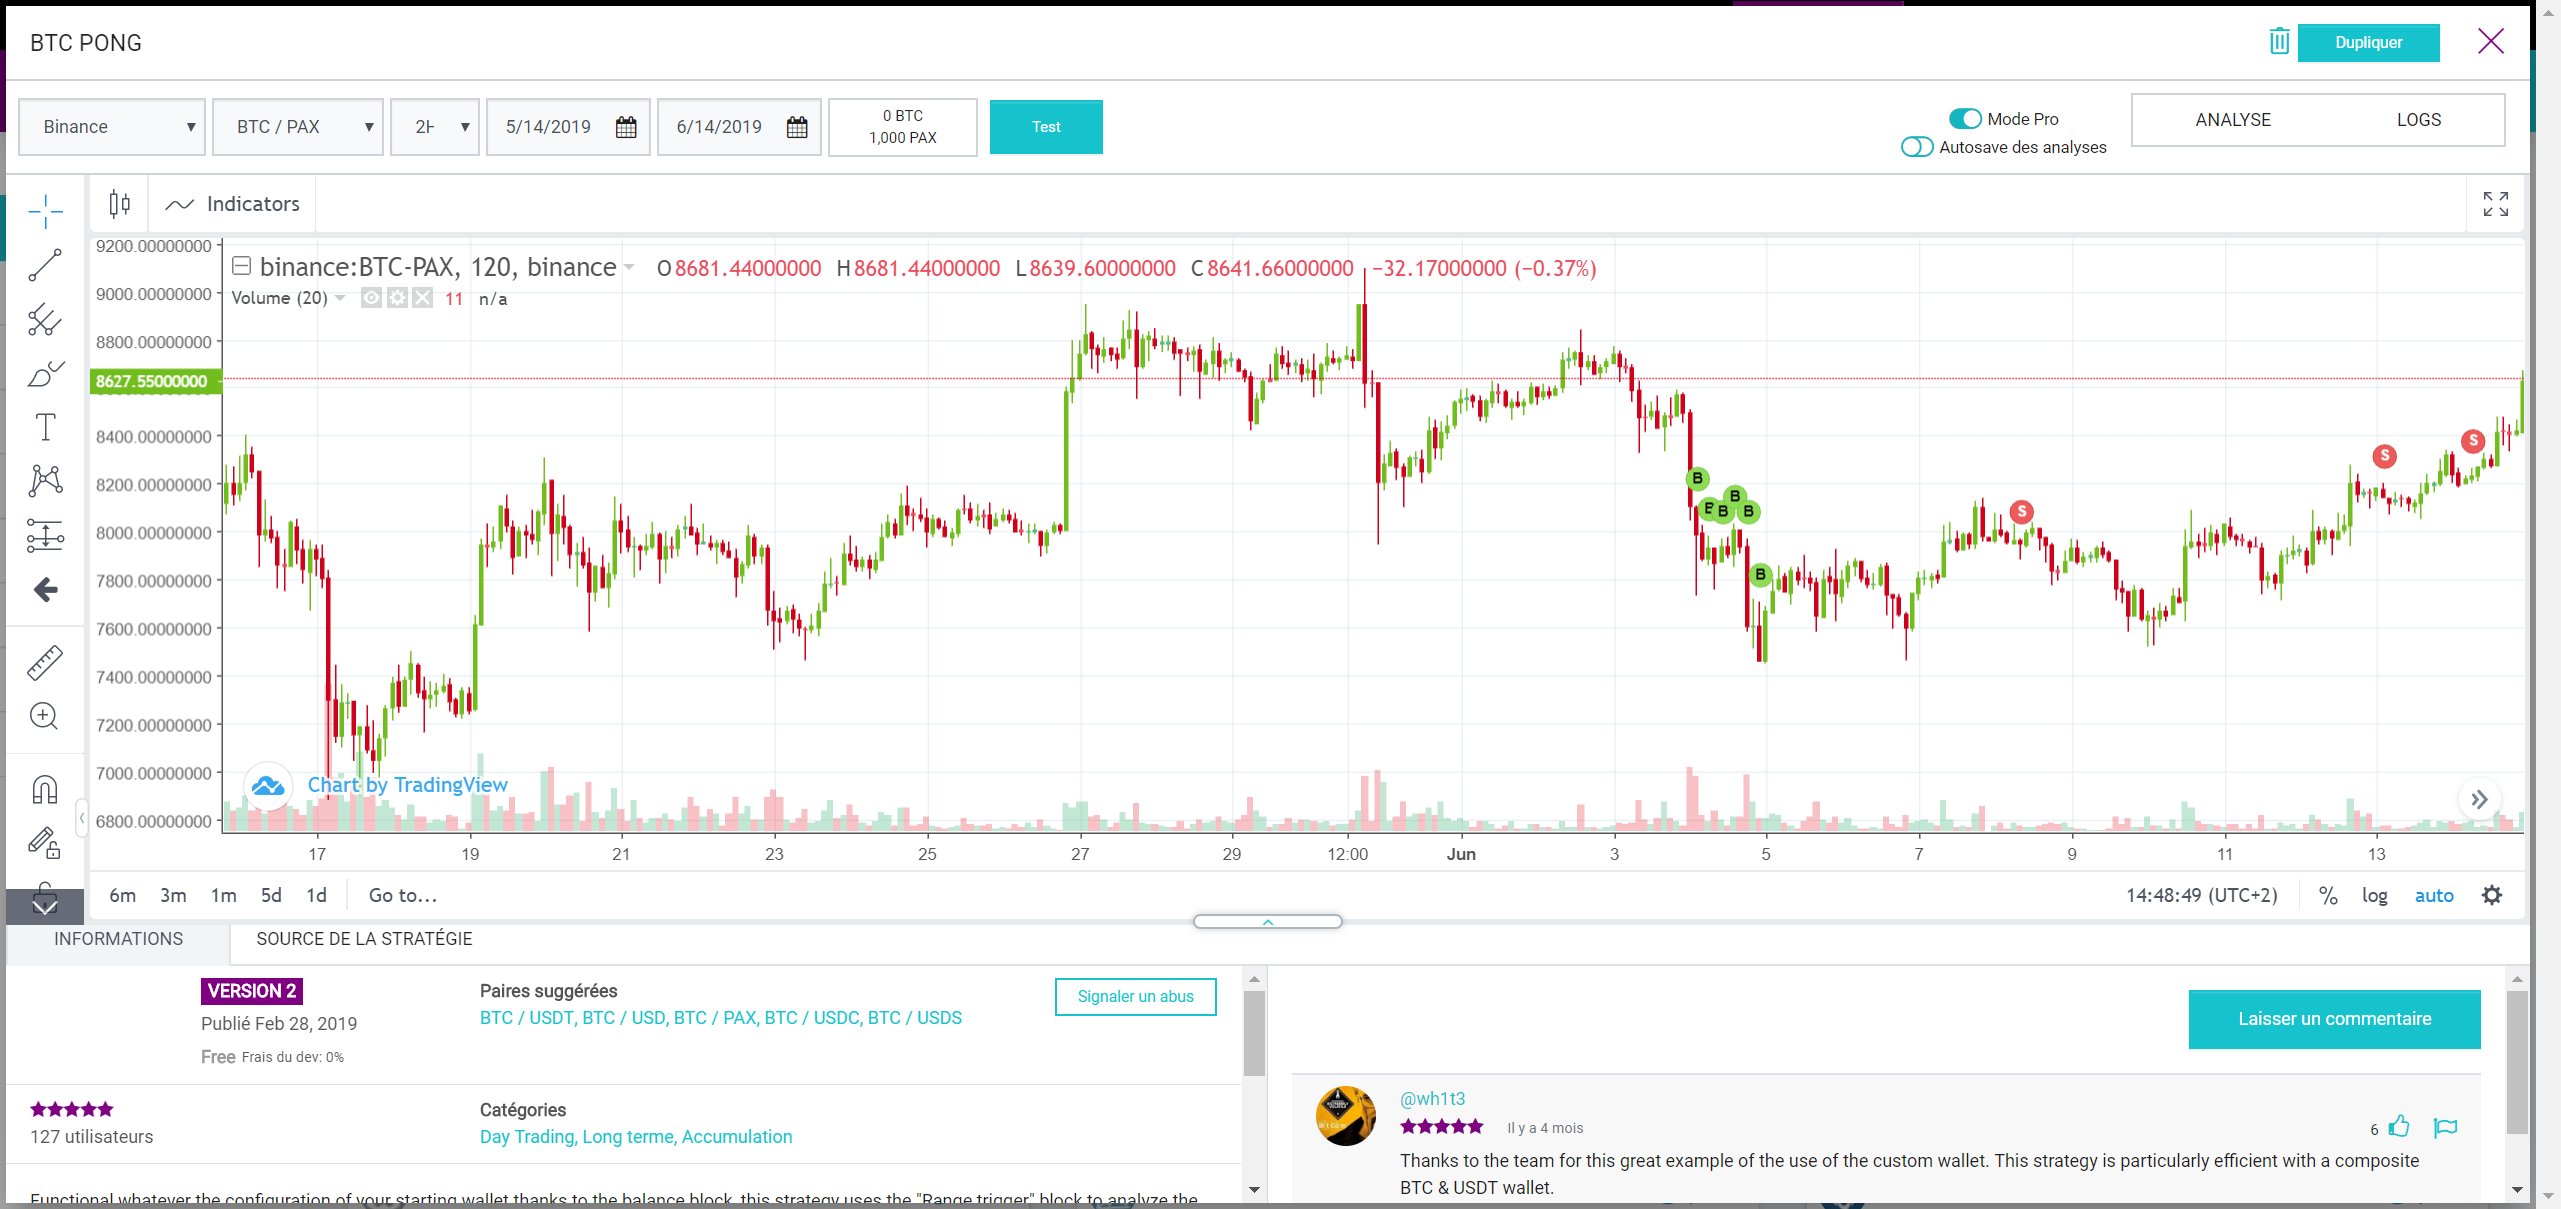 BTC PONG
Dupliquer
Binance
BTC / PAX
5/14/2019
6/14/2019
0 BTC
1,000 PAX
Test
Mode Pro
Autosave des analyses
ANALYSE
LOGS
Indicators
binance:BTC-PAX, 120, binance O 8681.44000000 H 8681.44000000 L 8639.60000000 C 8641.66000000 −32.17000000 (−0.37%)
Volume (20) 11 n/a
9200.00000000
9000.00000000
8800.00000000
8627.55000000
8400.00000000
8200.00000000
8000.00000000
7800.00000000
7600.00000000
7400.00000000
7200.00000000
7000.00000000
6800.00000000
B
B
B
B
B
S
S
S
Chart by TradingView
17 19 21 23 25 27 29 12:00 Jun 3 5 7 9 11 13
6m 3m 1m 5d 1d Go to...
14:48:49 (UTC+2) % log auto
INFORMATIONS
SOURCE DE LA STRATÉGIE
VERSION 2
Publié Feb 28, 2019
Free Frais du dev: 0%
Paires suggérées
BTC / USDT, BTC / USD, BTC / PAX, BTC / USDC, BTC / USDS
Signaler un abus
127 utilisateurs
Catégories
Day Trading, Long terme, Accumulation
Functional whatever the configuration of your starting wallet thanks to the balance block, this strategy uses the "Range trigger" block to analyze the
Laisser un commentaire
@wh1t3
Il y a 4 mois
6
Thanks to the team for this great example of the use of the custom wallet. This strategy is particularly efficient with a composite
BTC & USDT wallet.